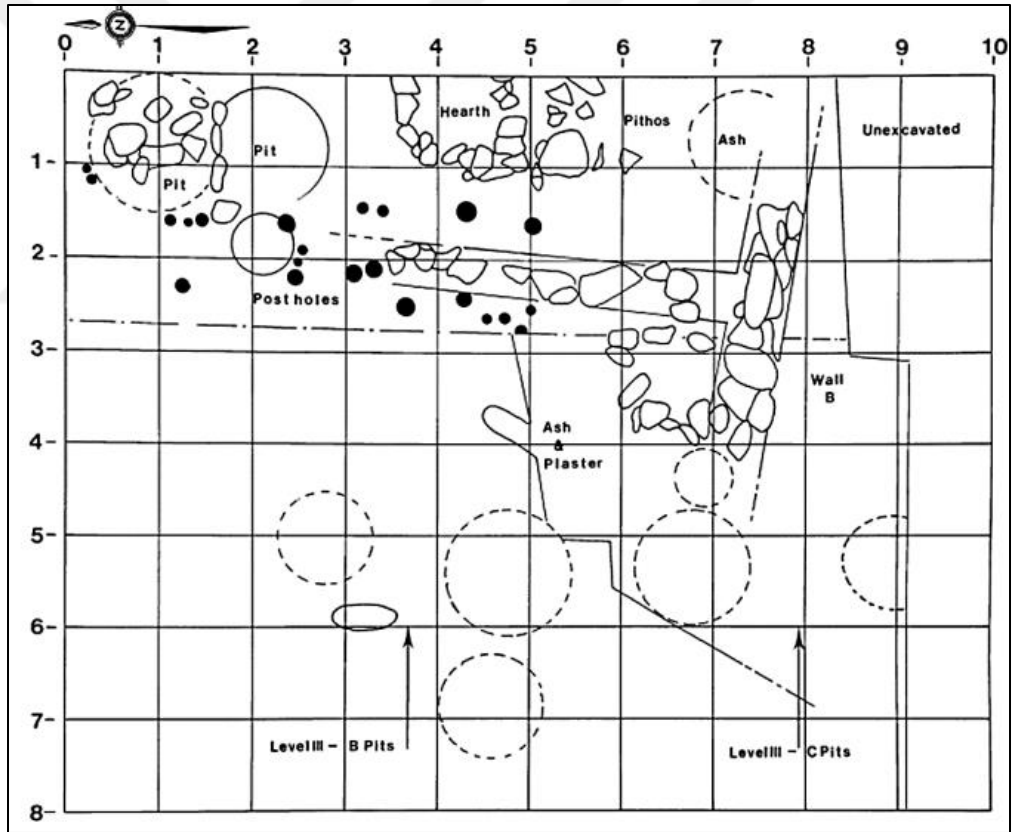 N
0 1 2 3 4 5 6 7 8 9 10
Hearth
Pithos
Ash
Unexcavated
Pit
1-
Pit
2-
Post holes
3-
Wall
B
4-
Ash
&
Plaster
5-
6-
7-
Level III - B Pits
Level III - C Pits
8-